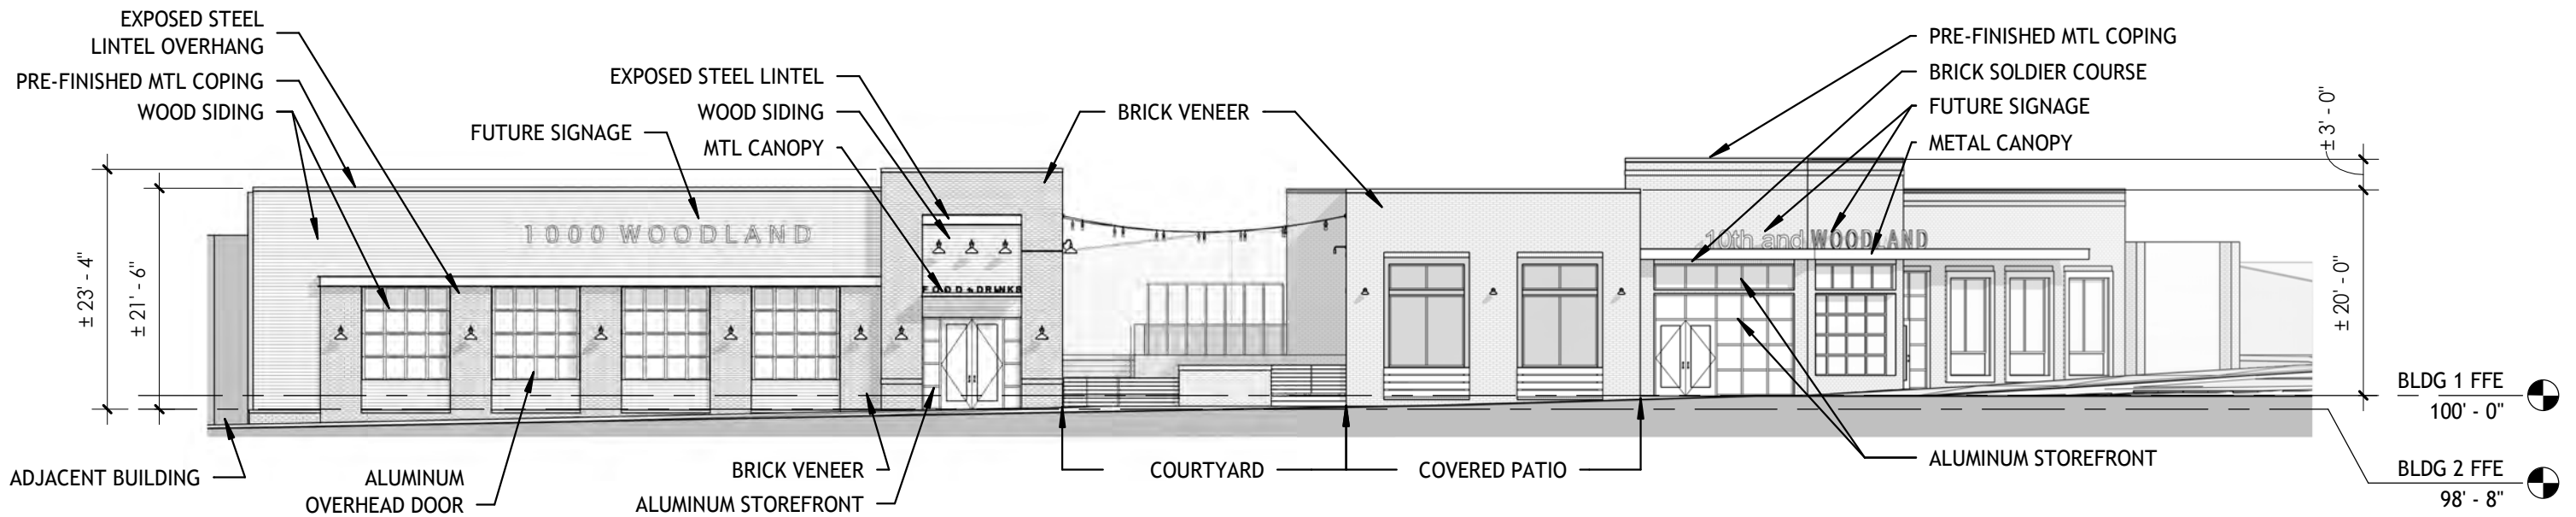 EXPOSED STEEL
LINTEL OVERHANG
PRE-FINISHED MTL COPING
WOOD SIDING
FUTURE SIGNAGE
EXPOSED STEEL LINTEL
WOOD SIDING
MTL CANOPY
BRICK VENEER
PRE-FINISHED MTL COPING
BRICK SOLDIER COURSE
FUTURE SIGNAGE
METAL CANOPY
± 3' - 0"
± 23' - 4"
± 21' - 6"
1000 WOODLAND
FOOD & DRINKS
10th and WOODLAND
± 20' - 0"
BLDG 1 FFE
100' - 0"
BLDG 2 FFE
98' - 8"
ADJACENT BUILDING
ALUMINUM
OVERHEAD DOOR
BRICK VENEER
ALUMINUM STOREFRONT
COURTYARD
COVERED PATIO
ALUMINUM STOREFRONT